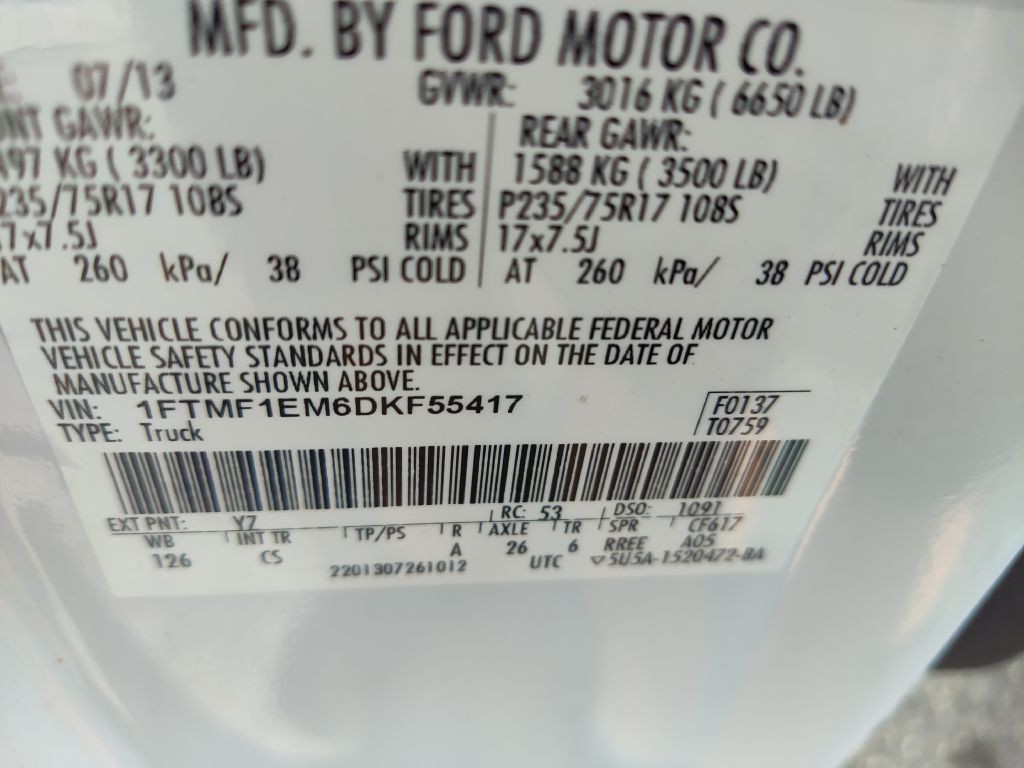 MFD. BY FORD MOTOR CO.
07/13 GVWR: 3016 KG ( 6650 LB)
GAWR: REAR GAWR:
KG ( 3300 LB) WITH 1588 KG ( 3500 LB) WITH
235/75R17 108S TIRES P235/75R17 108S TIRES
7x7.5J RIMS 17x7.5J RIMS
AT 260 kPa/ 38 PSI COLD AT 260 kPa/ 38 PSI COLD
THIS VEHICLE CONFORMS TO ALL APPLICABLE FEDERAL MOTOR
VEHICLE SAFETY STANDARDS IN EFFECT ON THE DATE OF
MANUFACTURE SHOWN ABOVE.
VIN: 1FTMF1EM6DKF55417 F0137
TYPE: Truck T0759
EXT PNT: YZ RC: 53 DSO: 1091
WB INT TR TP/PS R AXLE TR SPR CF617
126 CS A 26 6 RREE A05
2201307261012 UTC ▽5U5A-1520472-BA